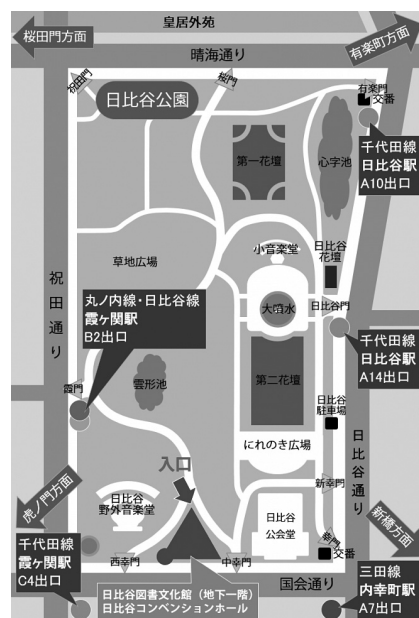 皇居外苑
桜田門方面
晴海通り
有楽町方面
祝田門
桜門
有楽門
交番
日比谷公園
千代田線
日比谷駅
A10出口
第一花壇
心字池
小音楽堂
日比谷
花壇
草地広場
祝田通り
丸ノ内線・日比谷線
霞ヶ関駅
B2出口
大噴水
日比谷門
千代田線
日比谷駅
A14出口
雲形池
第二花壇
霞門
日比谷
駐車場
にれのき広場
日比谷通り
入口
虎ノ門方面
日比谷
野外音楽堂
新幸門
新橋方面
日比谷
公会堂
千代田線
霞ヶ関駅
C4出口
西幸門
中幸門
幸門
交番
国会通り
三田線
内幸町駅
A7出口
日比谷図書文化館（地下一階）
日比谷コンベンションホール